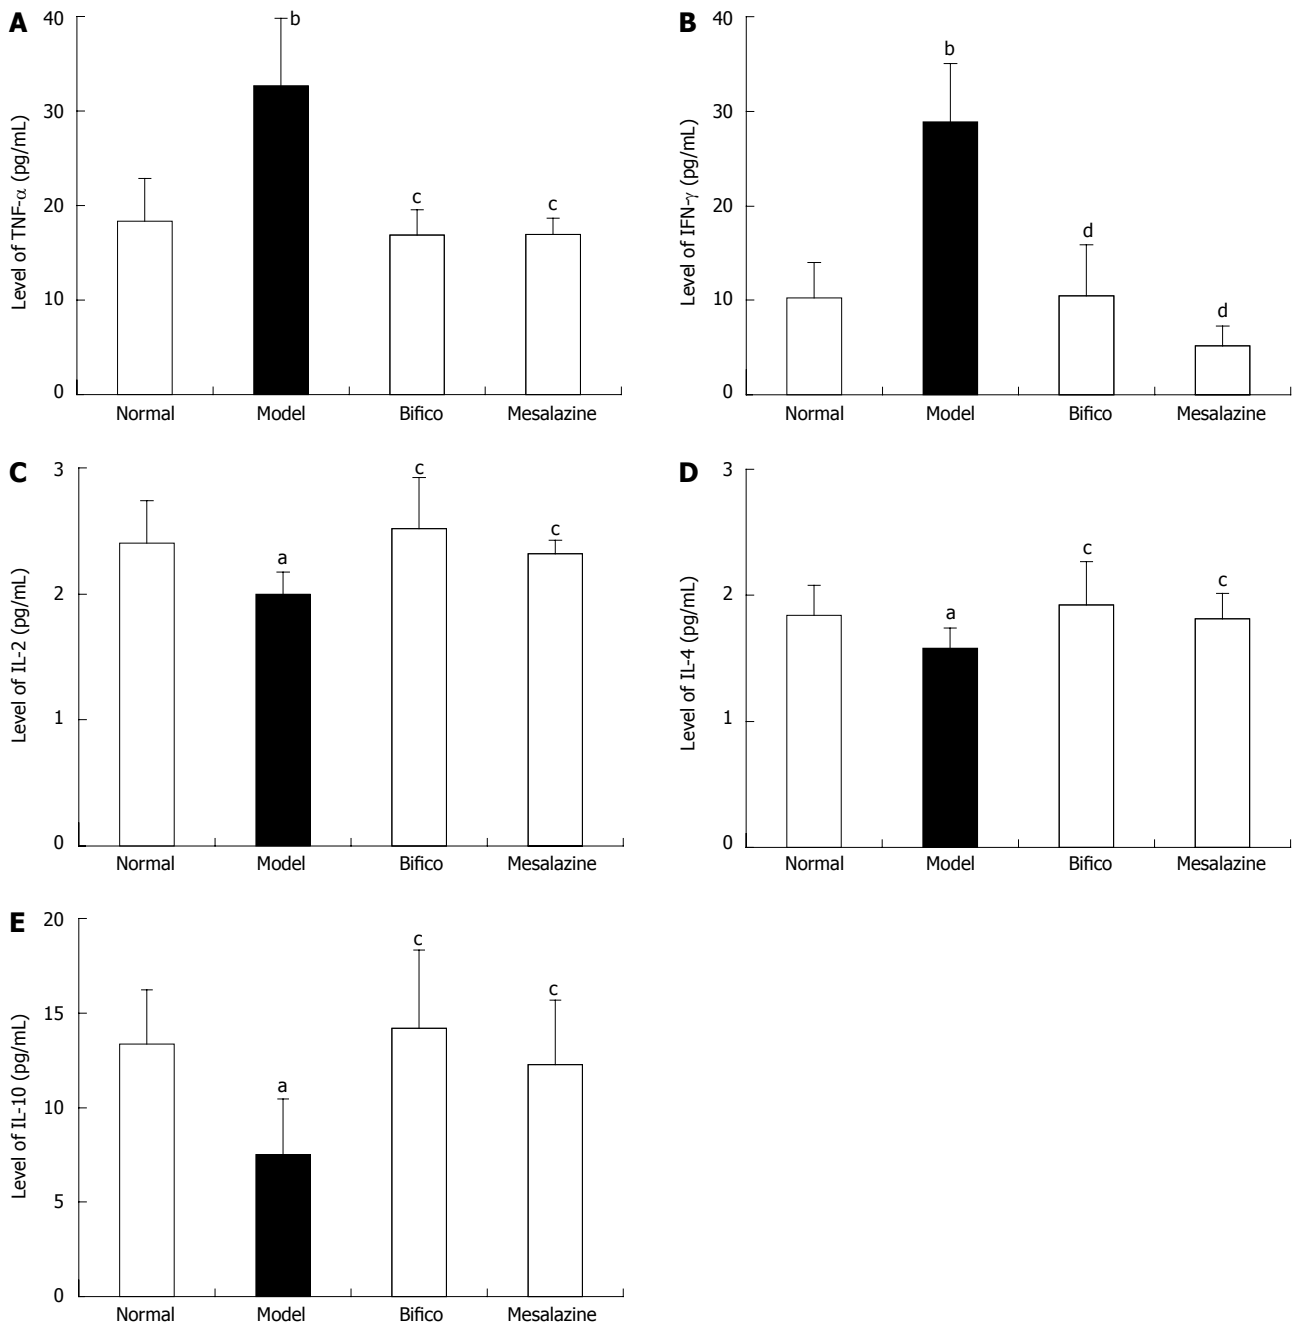 A
40
30
20
10
0
Level of TNF-α (pg/mL)
b
c
c
Normal Model Bifico Mesalazine
B
40
30
20
10
0
Level of IFN-γ (pg/mL)
b
d
d
Normal Model Bifico Mesalazine
C
3
2
1
0
Level of IL-2 (pg/mL)
a
c
c
Normal Model Bifico Mesalazine
D
3
2
1
0
Level of IL-4 (pg/mL)
a
c
c
Normal Model Bifico Mesalazine
E
20
15
10
5
0
Level of IL-10 (pg/mL)
a
c
c
Normal Model Bifico Mesalazine